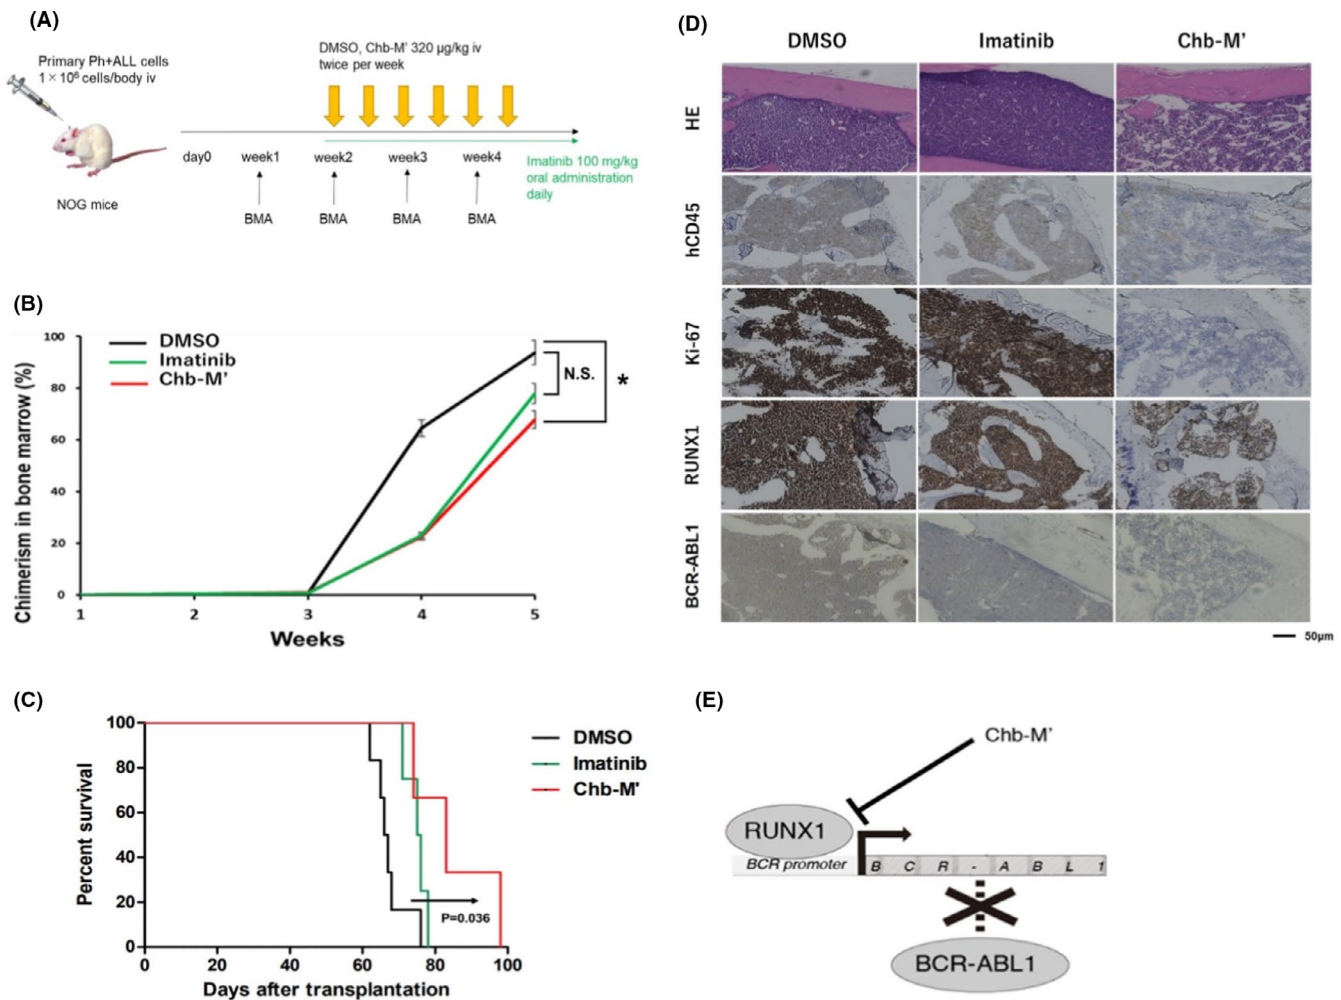 (A)
Primary Ph+ALL cells
1×10⁶ cells/body iv
NOG mice
DMSO, Chb-M’ 320 μg/kg iv
twice per week
day0 week1 week2 week3 week4
BMA BMA BMA BMA
Imatinib 100 mg/kg
oral administration
daily
(B)
Chimerism in bone marrow (%)
100
80
60
40
20
0
DMSO
Imatinib
Chb-M’
N.S.
*
1 2 3 4 5
Weeks
(C)
Percent survival
100
80
60
40
20
0
DMSO
Imatinib
Chb-M'
P=0.036
0 20 40 60 80 100
Days after transplantation
(D)
DMSO Imatinib Chb-M’
HE
hCD45
Ki-67
RUNX1
BCR-ABL1
50μm
(E)
Chb-M’
RUNX1
BCR promoter
B C R - A B L 1
BCR-ABL1